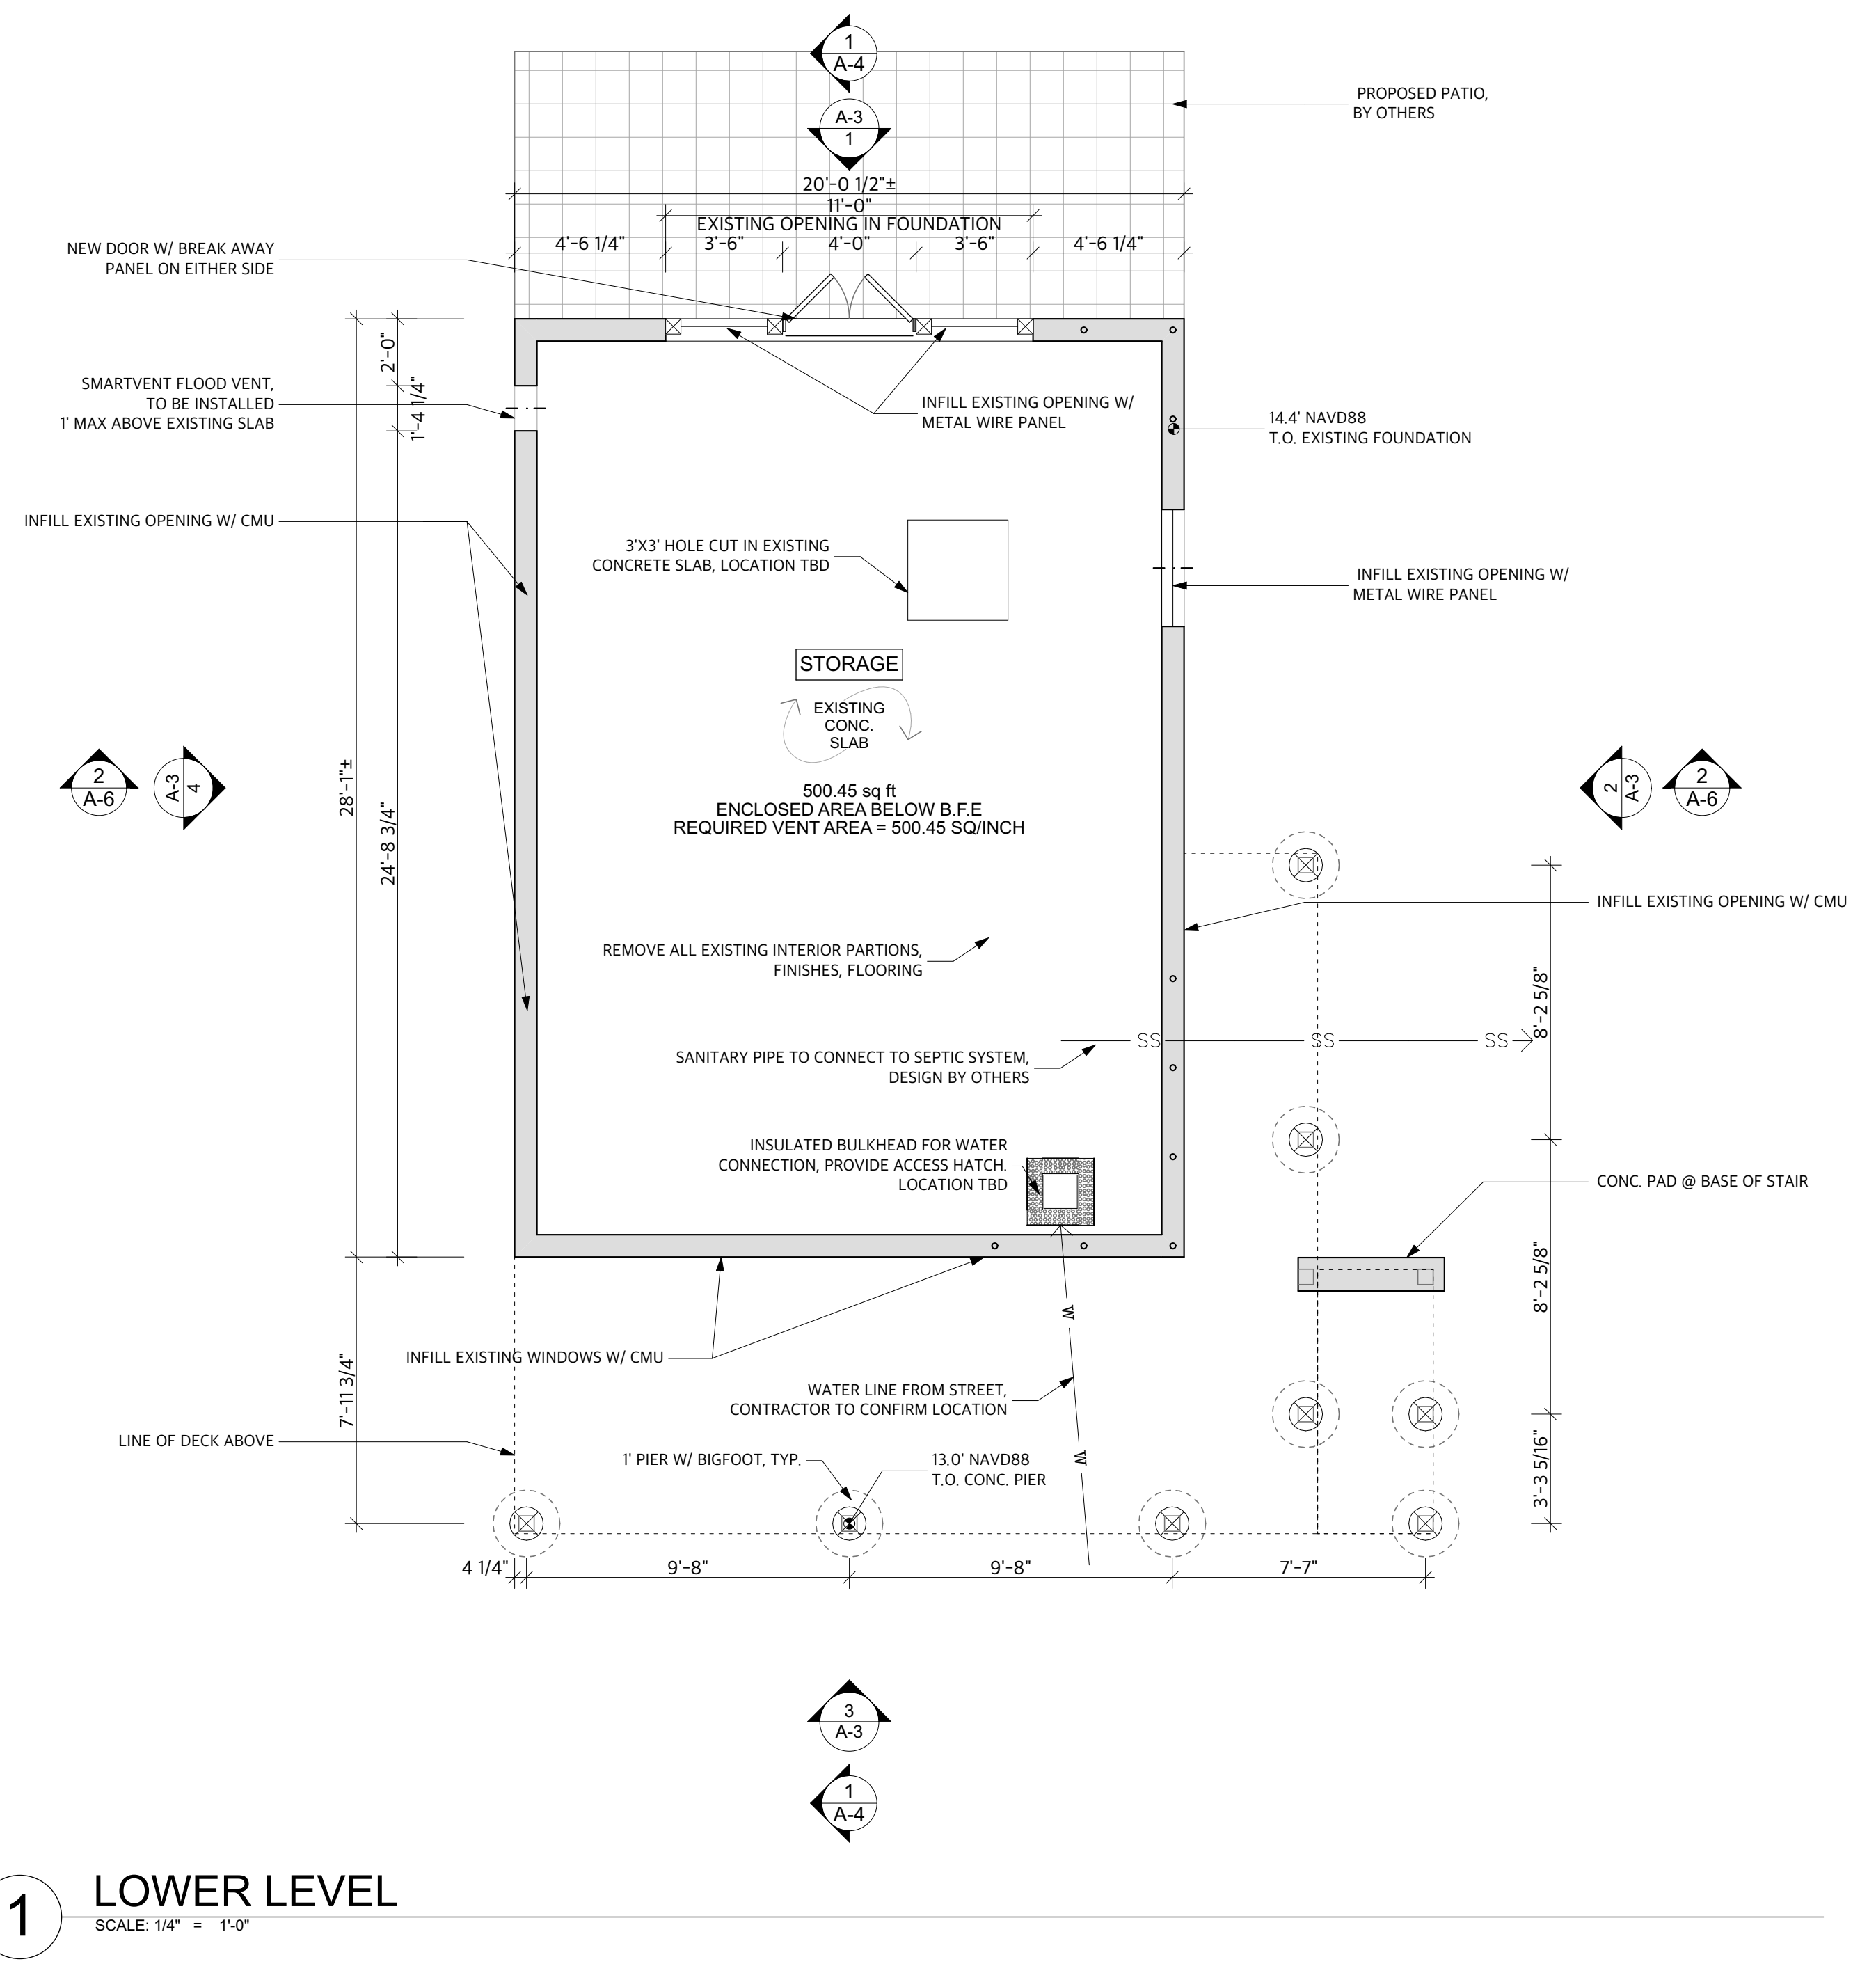 1
A-4
A-3
1
PROPOSED PATIO,
BY OTHERS
20'-0 1/2"±
11'-0"
EXISTING OPENING IN FOUNDATION
4'-6 1/4"
3'-6"
4'-0"
3'-6"
4'-6 1/4"
NEW DOOR W/ BREAK AWAY
PANEL ON EITHER SIDE
2'-0"
1'-4 1/4"
SMARTVENT FLOOD VENT,
TO BE INSTALLED
1' MAX ABOVE EXISTING SLAB
INFILL EXISTING OPENING W/
METAL WIRE PANEL
14.4' NAVD88
T.O. EXISTING FOUNDATION
INFILL EXISTING OPENING W/ CMU
3'X3' HOLE CUT IN EXISTING
CONCRETE SLAB, LOCATION TBD
INFILL EXISTING OPENING W/
METAL WIRE PANEL
STORAGE
EXISTING
CONC.
SLAB
2
A-6
A-3
4
28'-1"±
24'-8 3/4"
500.45 sq ft
ENCLOSED AREA BELOW B.F.E
REQUIRED VENT AREA = 500.45 SQ/INCH
2
A-3
2
A-6
INFILL EXISTING OPENING W/ CMU
REMOVE ALL EXISTING INTERIOR PARTIONS,
FINISHES, FLOORING
8'-2 5/8"
SS
SS
SS
SANITARY PIPE TO CONNECT TO SEPTIC SYSTEM,
DESIGN BY OTHERS
INSULATED BULKHEAD FOR WATER
CONNECTION, PROVIDE ACCESS HATCH.
LOCATION TBD
CONC. PAD @ BASE OF STAIR
8'-2 5/8"
W
INFILL EXISTING WINDOWS W/ CMU
7'-11 3/4"
WATER LINE FROM STREET,
CONTRACTOR TO CONFIRM LOCATION
LINE OF DECK ABOVE
1' PIER W/ BIGFOOT, TYP.
13.0' NAVD88
T.O. CONC. PIER
W
3'-3 5/16"
4 1/4"
9'-8"
9'-8"
7'-7"
3
A-3
1
A-4
1
LOWER LEVEL
SCALE: 1/4" = 1'-0"